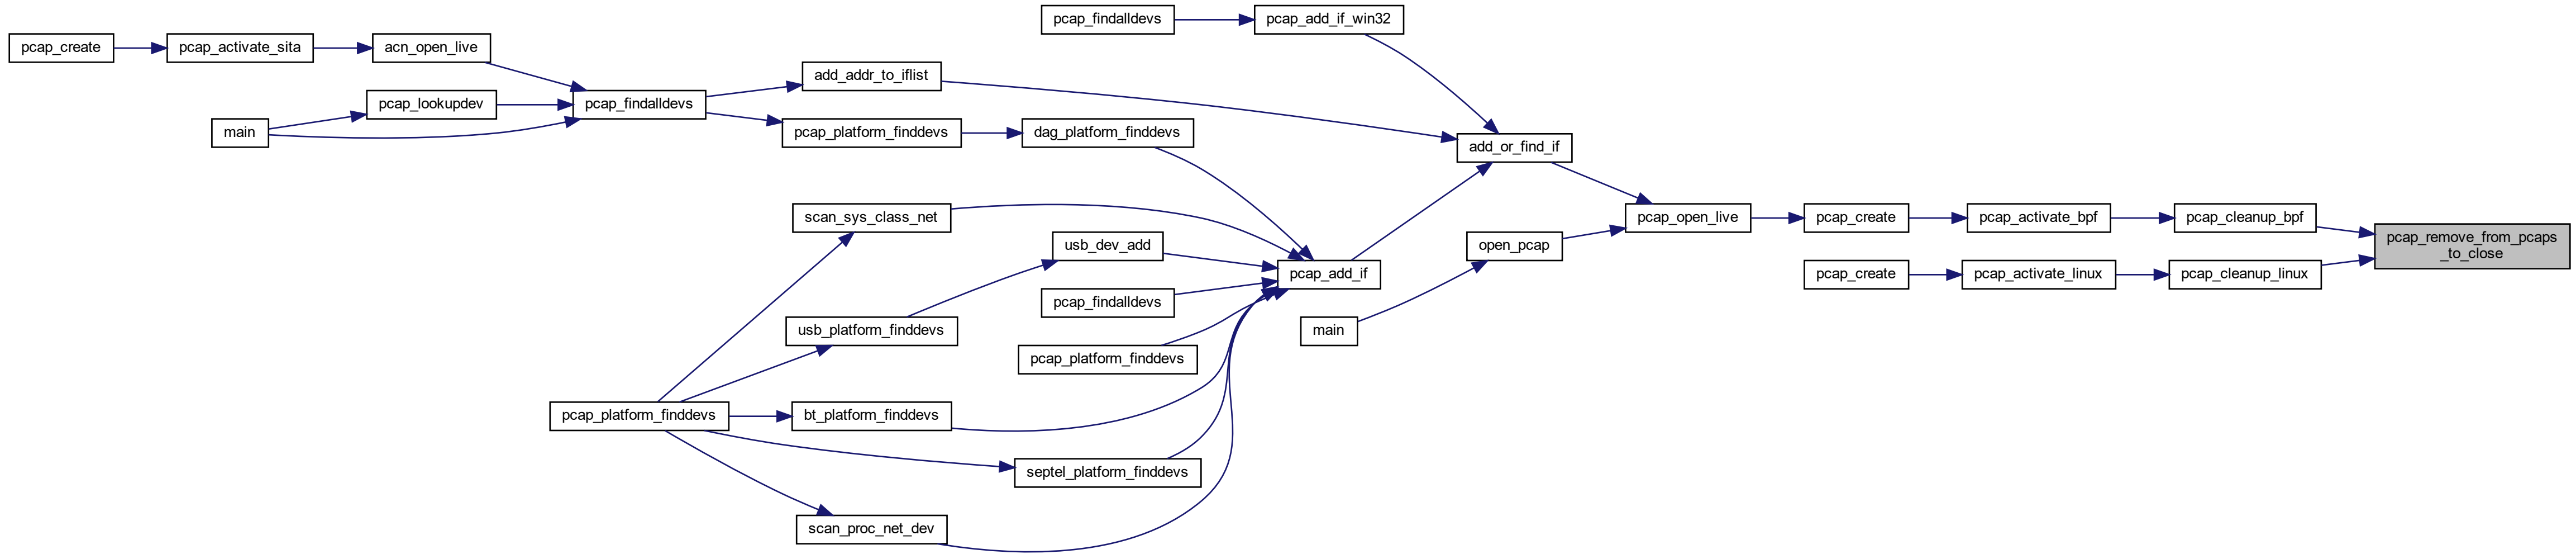 pcap_findalldevs
pcap_add_if_win32
pcap_create
pcap_activate_sita
acn_open_live
add_addr_to_iflist
pcap_lookupdev
pcap_findalldevs
main
pcap_platform_finddevs
dag_platform_finddevs
add_or_find_if
scan_sys_class_net
pcap_open_live
pcap_create
pcap_activate_bpf
pcap_cleanup_bpf
usb_dev_add
open_pcap
pcap_remove_from_pcaps
_to_close
pcap_add_if
pcap_create
pcap_activate_linux
pcap_cleanup_linux
pcap_findalldevs
usb_platform_finddevs
main
pcap_platform_finddevs
pcap_platform_finddevs
bt_platform_finddevs
septel_platform_finddevs
scan_proc_net_dev